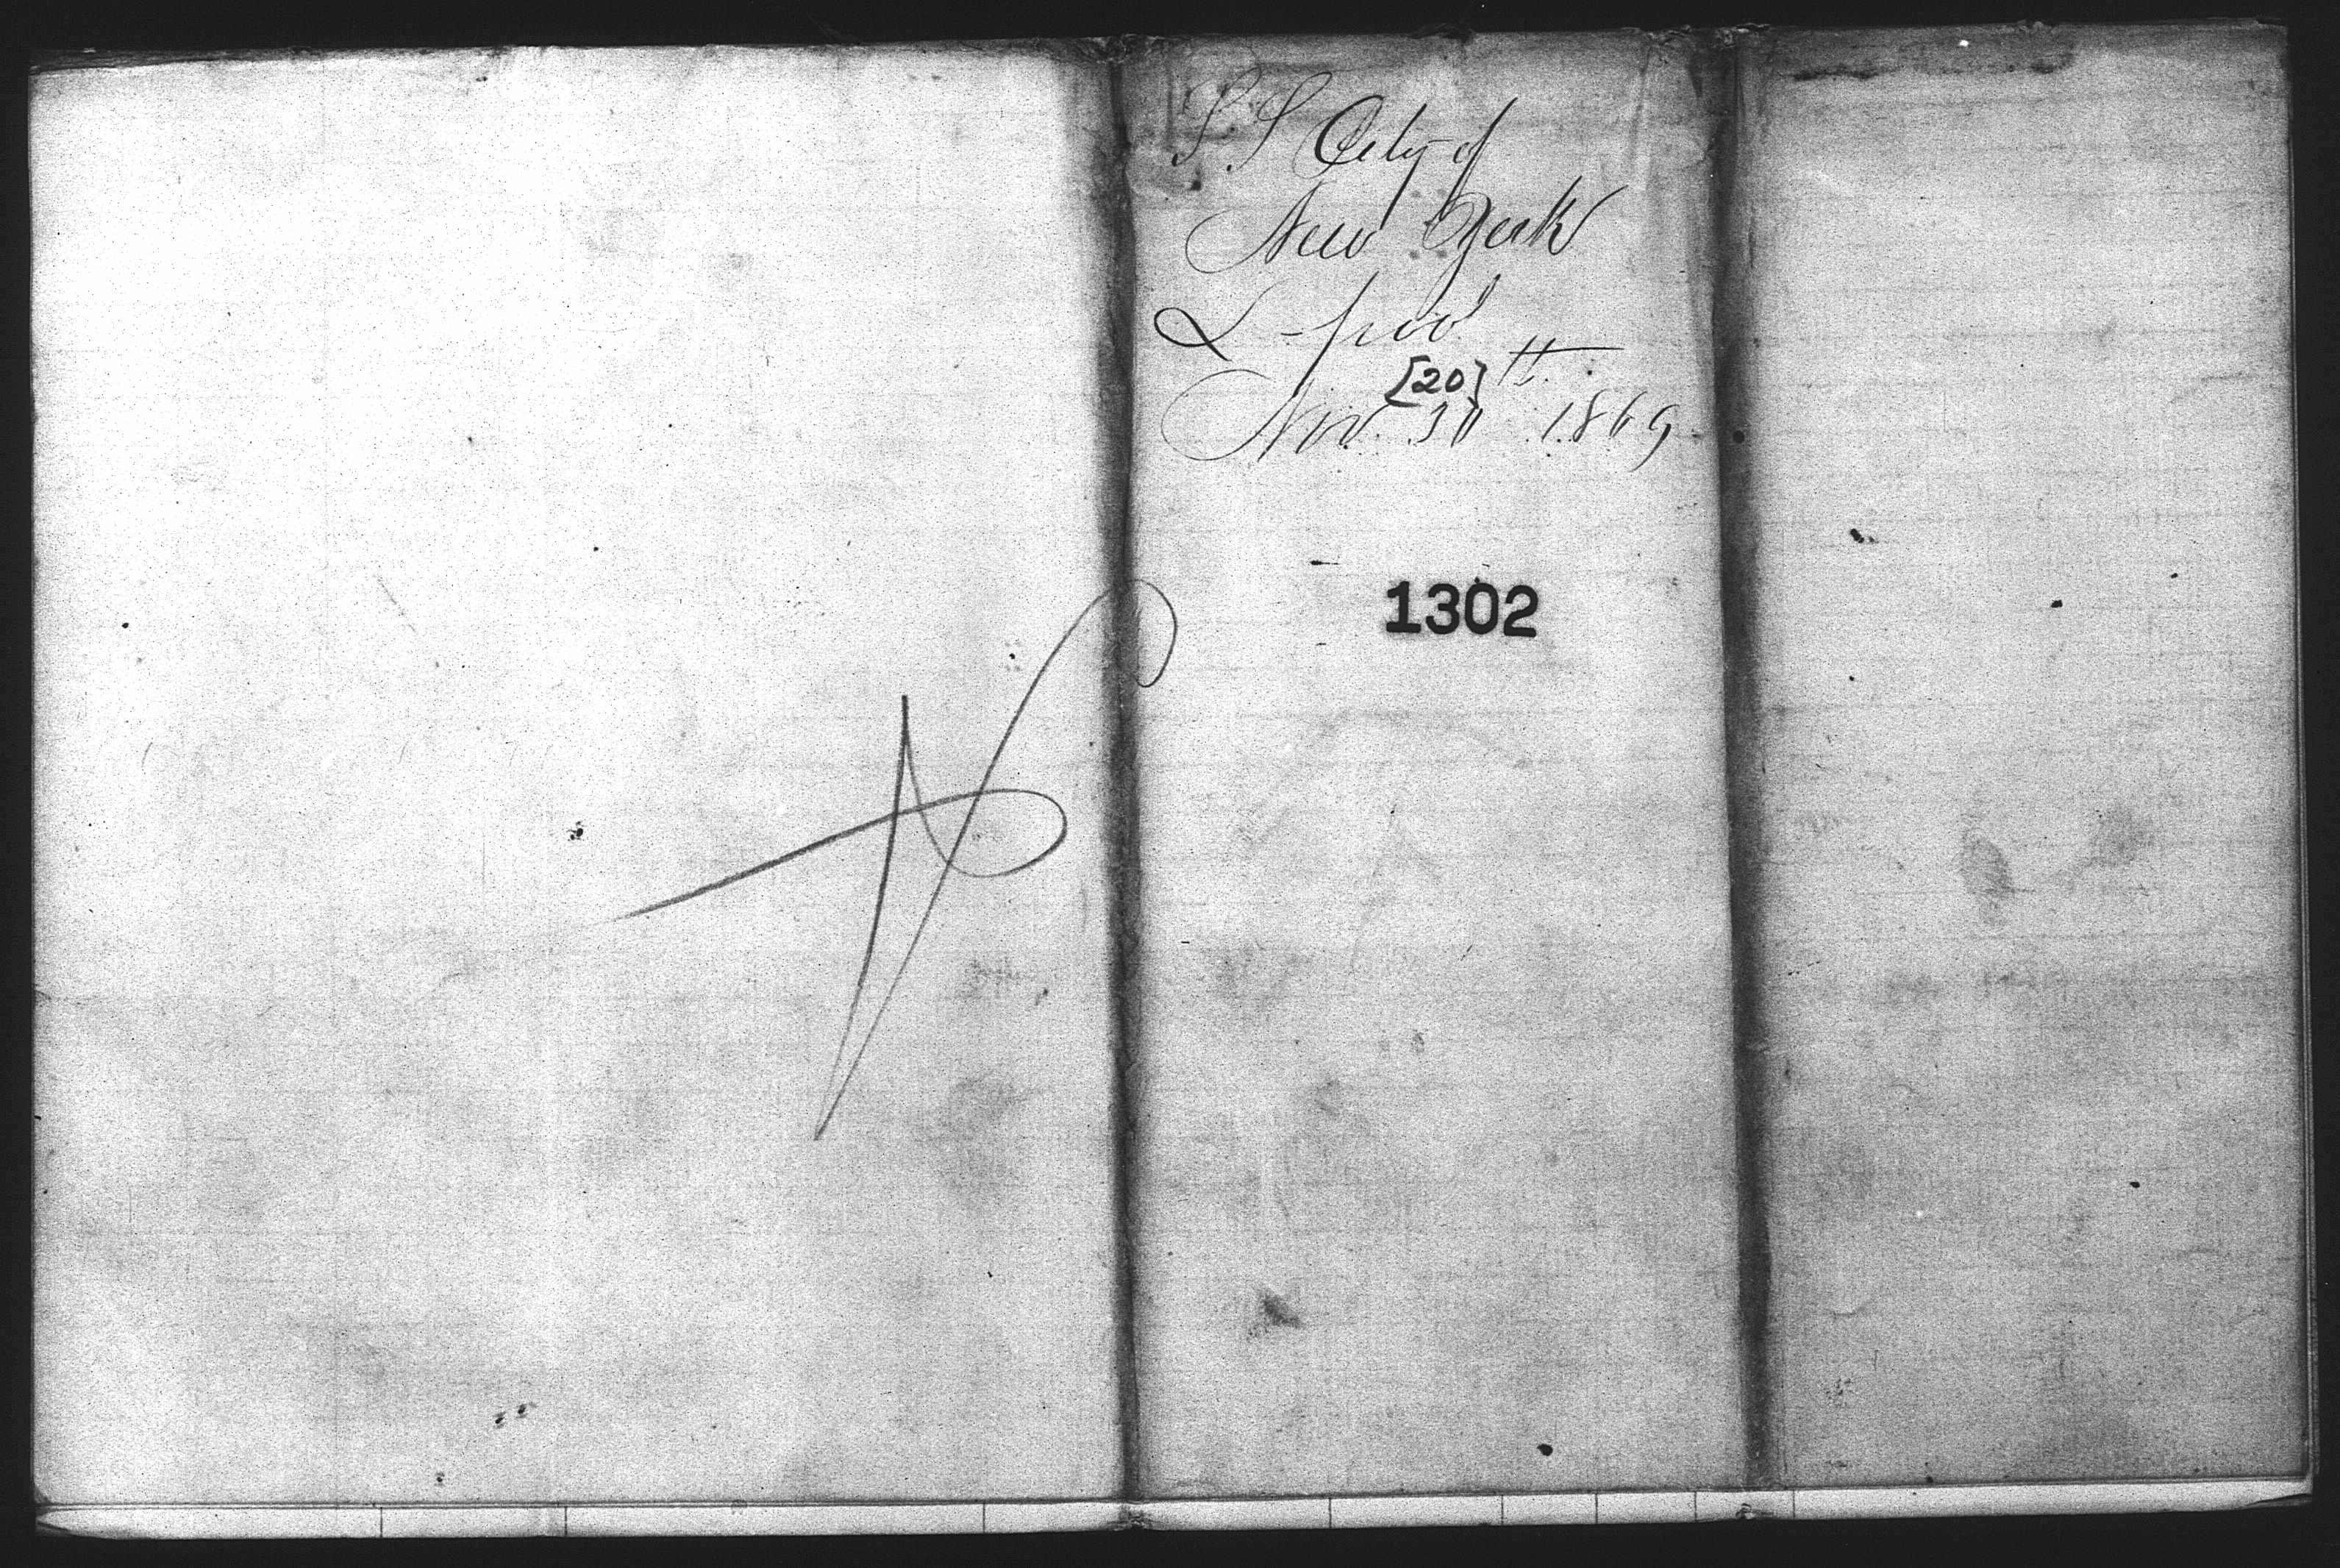 S. S City of
New York
L-pool
[20] th
Nov. 30 1869
1302
N